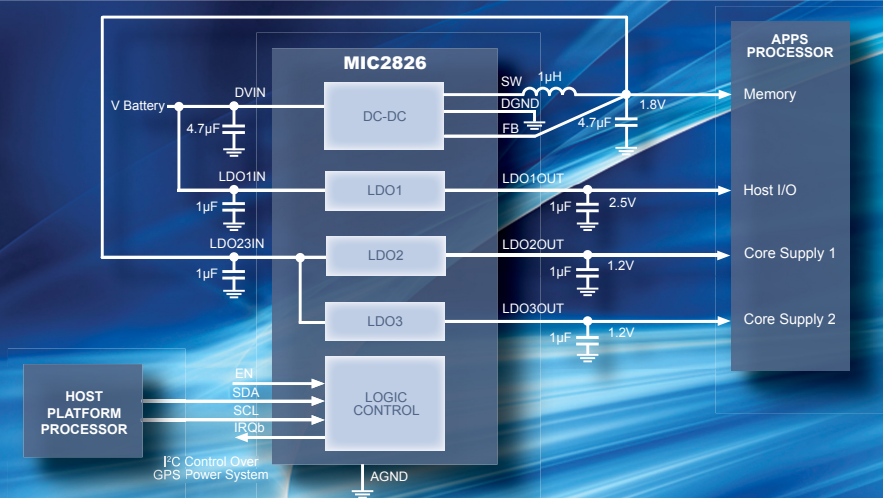 MIC2826
APPS
PROCESSOR
V Battery
DVIN
4.7µF
DC-DC
SW
1µH
DGND
FB
4.7µF
1.8V
Memory
LDO1IN
1µF
LDO1
LDO1OUT
1µF
2.5V
Host I/O
LDO23IN
1µF
LDO2
LDO2OUT
1µF
1.2V
Core Supply 1
LDO3
LDO3OUT
1µF
1.2V
Core Supply 2
HOST
PLATFORM
PROCESSOR
EN
SDA
SCL
IRQb
LOGIC
CONTROL
I²C Control Over
GPS Power System
AGND